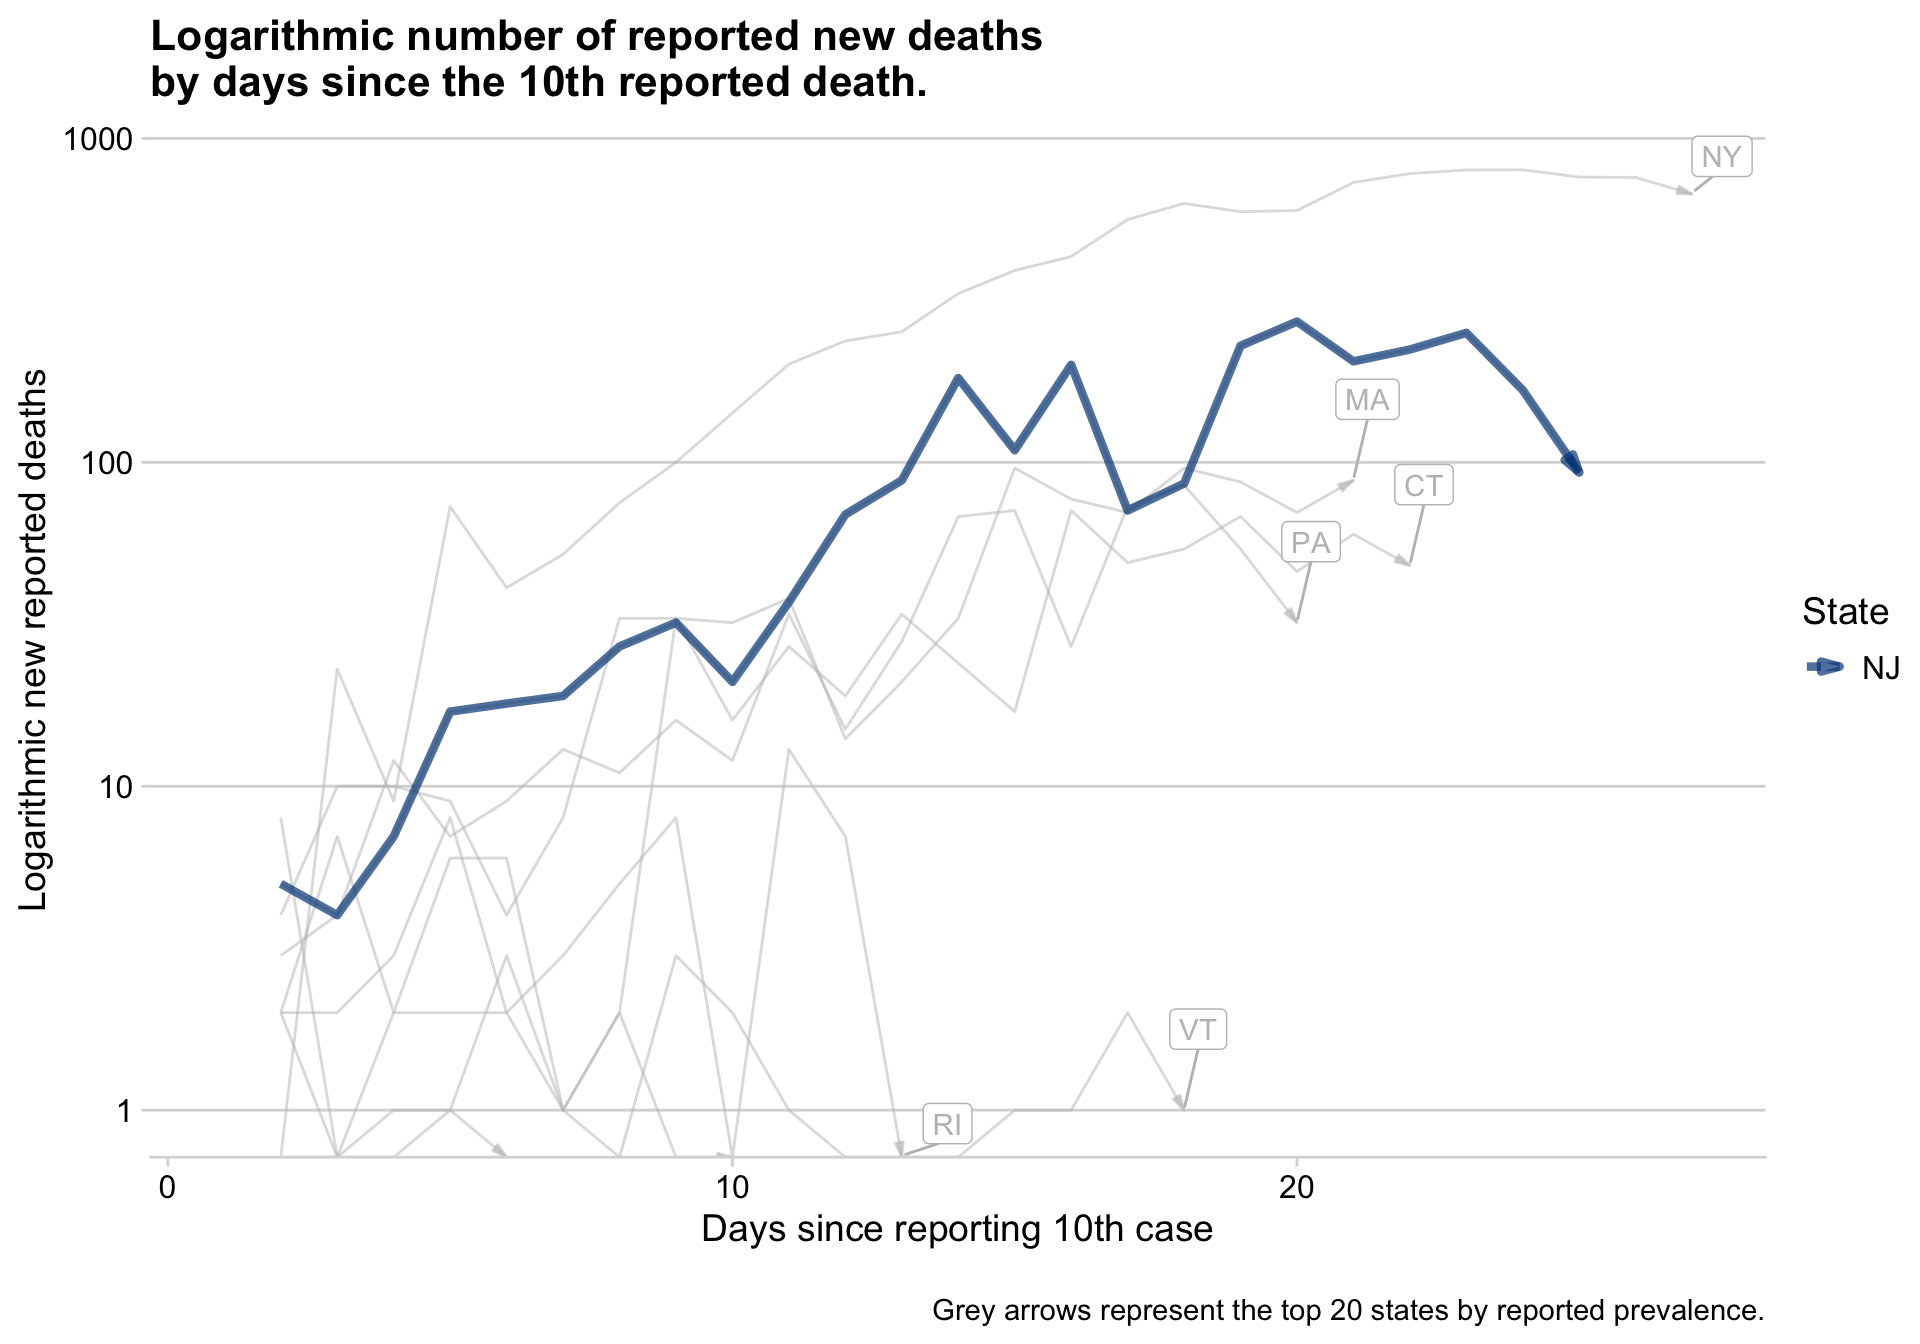 Logarithmic number of reported new deaths
by days since the 10th reported death.
1000
100
10
1
Logarithmic new reported deaths
NY
MA
CT
PA
VT
RI
State
NJ
0
10
20
Days since reporting 10th case
Grey arrows represent the top 20 states by reported prevalence.